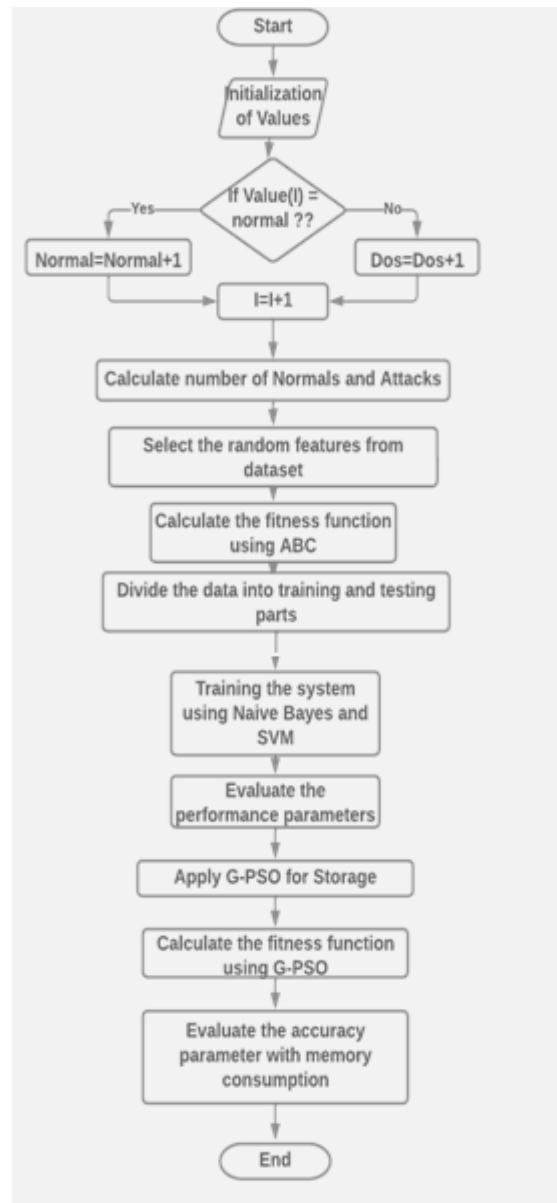 Start
Initialization
of Values
If Value(I) =
normal ??
Yes
No
Normal=Normal+1
Dos=Dos+1
I=I+1
Calculate number of Normals and Attacks
Select the random features from
dataset
Calculate the fitness function
using ABC
Divide the data into training and testing
parts
Training the system
using Naive Bayes and
SVM
Evaluate the
performance parameters
Apply G-PSO for Storage
Calculate the fitness function
using G-PSO
Evaluate the accuracy
parameter with memory
consumption
End